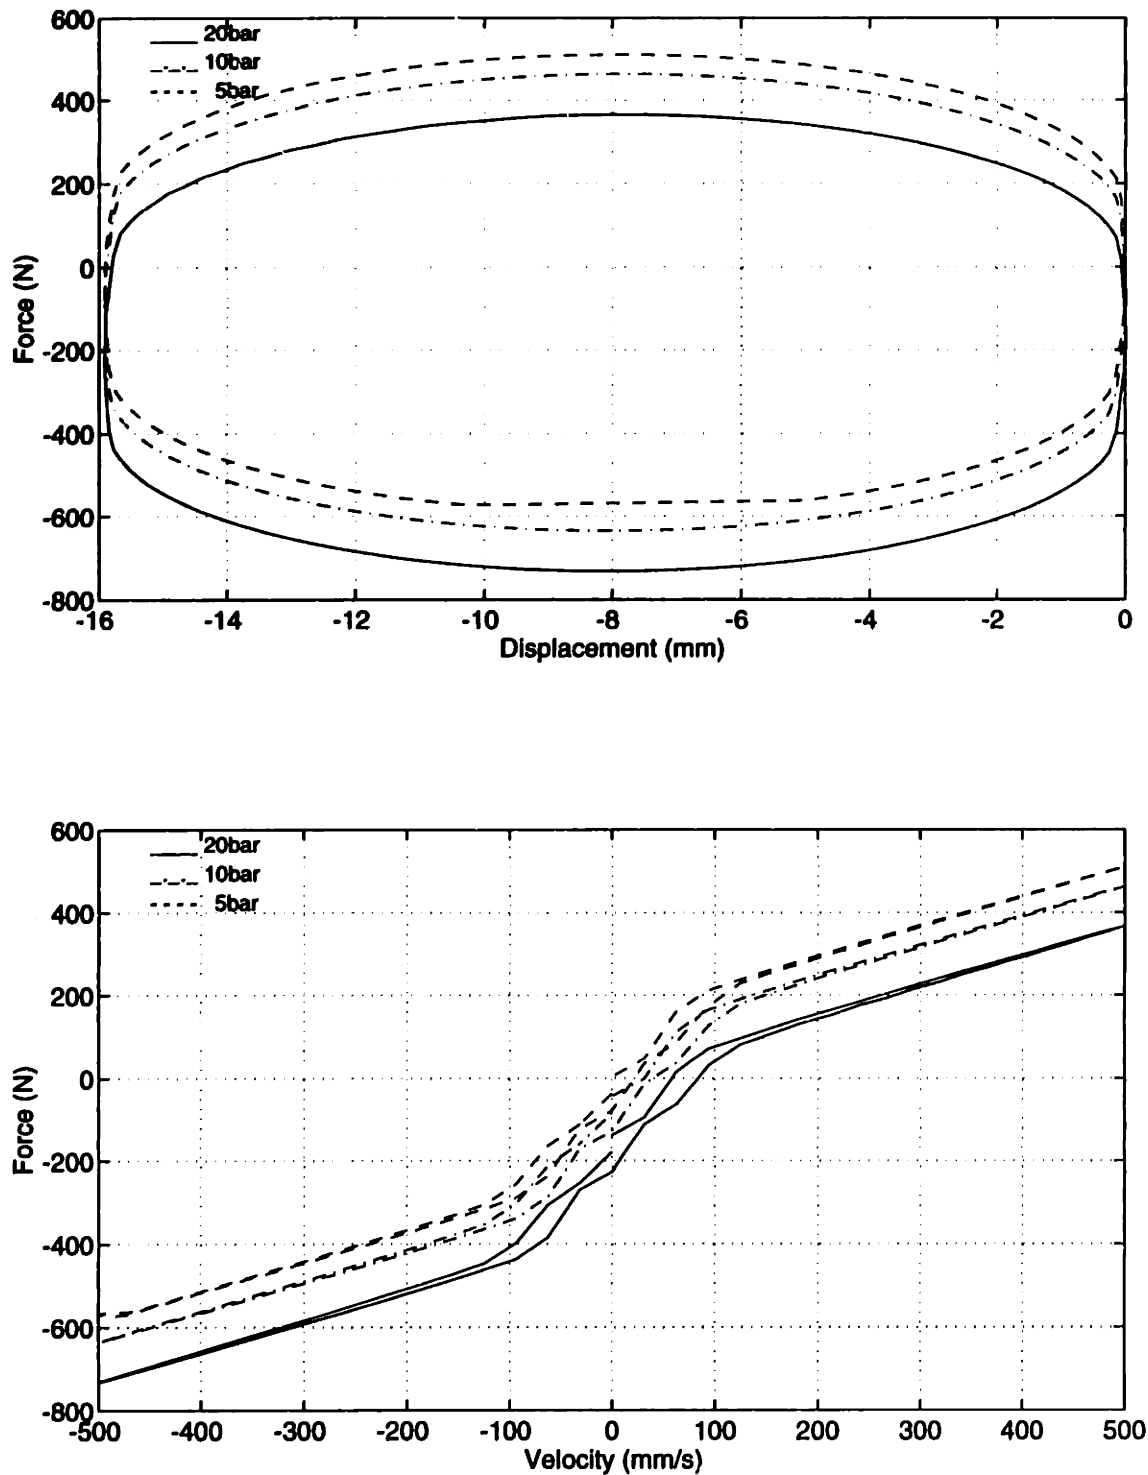 600
20bar
10bar
5bar
400
200
0
-200
-400
-600
-800
Force (N)
-16 -14 -12 -10 -8 -6 -4 -2 0
Displacement (mm)
600
20bar
10bar
5bar
400
200
0
-200
-400
-600
-800
Force (N)
-500 -400 -300 -200 -100 0 100 200 300 400 500
Velocity (mm/s)